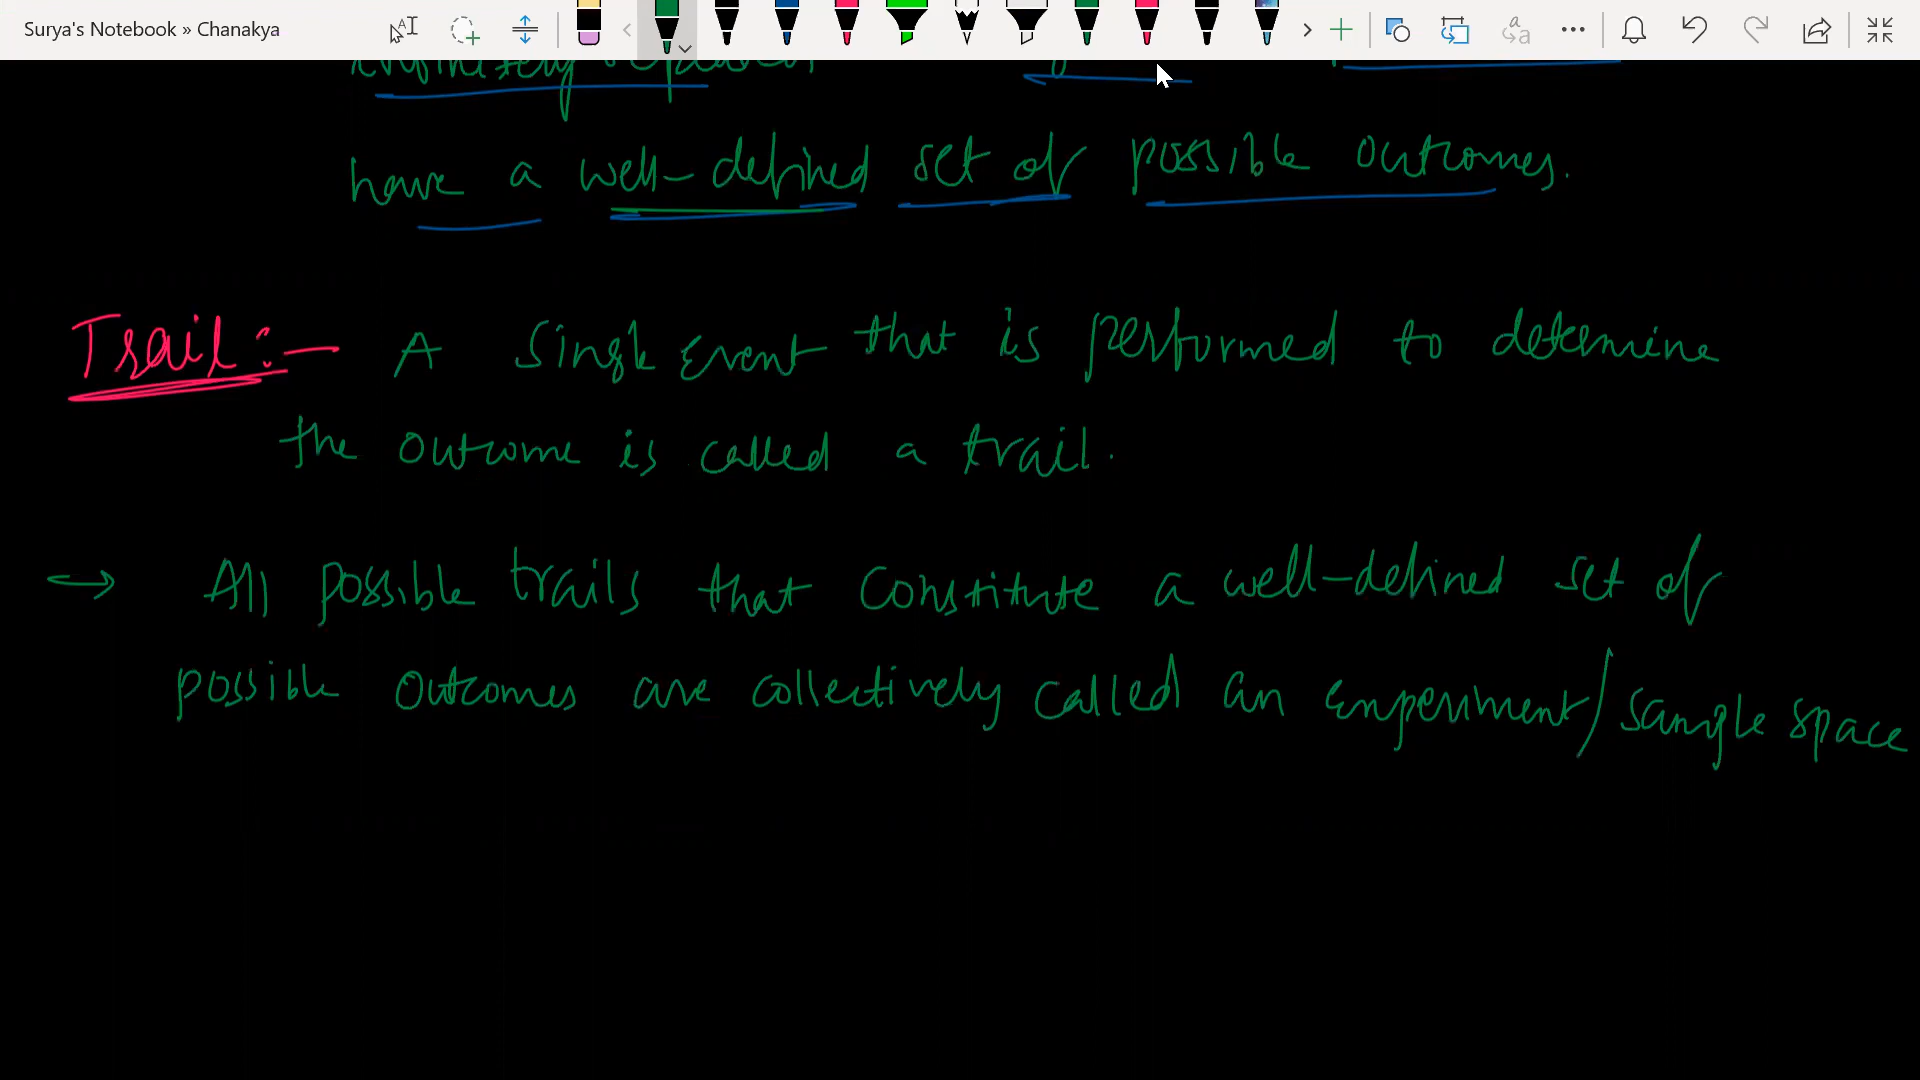 Surya's Notebook » Chanakya
have a well-defined set of possible outcomes.
Trail:- A single Event that is performed to determine
the outcome is called a trail.
↔ All possible trails that constitute a well-defined set of
possible outcomes are collectively called an experiment/sample space